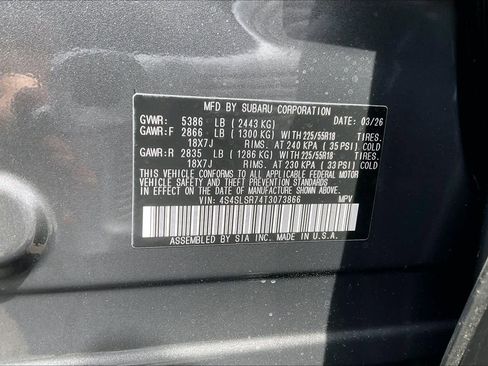 MFD BY SUBARU CORPORATION
GVWR: 5386 LB (2443 KG) DATE: 03/26
GAWR:F 2866 LB (1300 KG) WITH 225/55R18 TIRES.
18X7J RIMS. AT 240 KPA (35 PSI) COLD
GAWR:R 2835 LB (1286 KG) WITH 225/55R18 TIRES.
18X7J RIMS. AT 230 KPA (33 PSI) COLD
THIS VEHICLE CONFORMS TO ALL APPLICABLE FEDERAL MOTOR
VEHICLE SAFETY AND THEFT PREVENTION STANDARDS
IN EFFECT ON THE DATE OF MANUFACTURE SHOWN ABOVE.
VIN: 4S4SLSR74T3073866 MPV
ASSEMBLED BY SIA INC. MADE IN U.S.A.